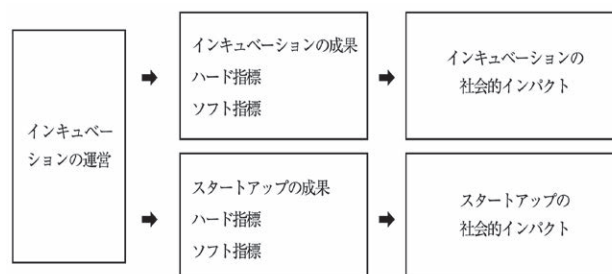 インキュベー
ションの運営
インキュベーションの成果
ハード指標
ソフト指標
インキュベーションの
社会的インパクト
スタートアップの成果
ハード指標
ソフト指標
スタートアップの
社会的インパクト